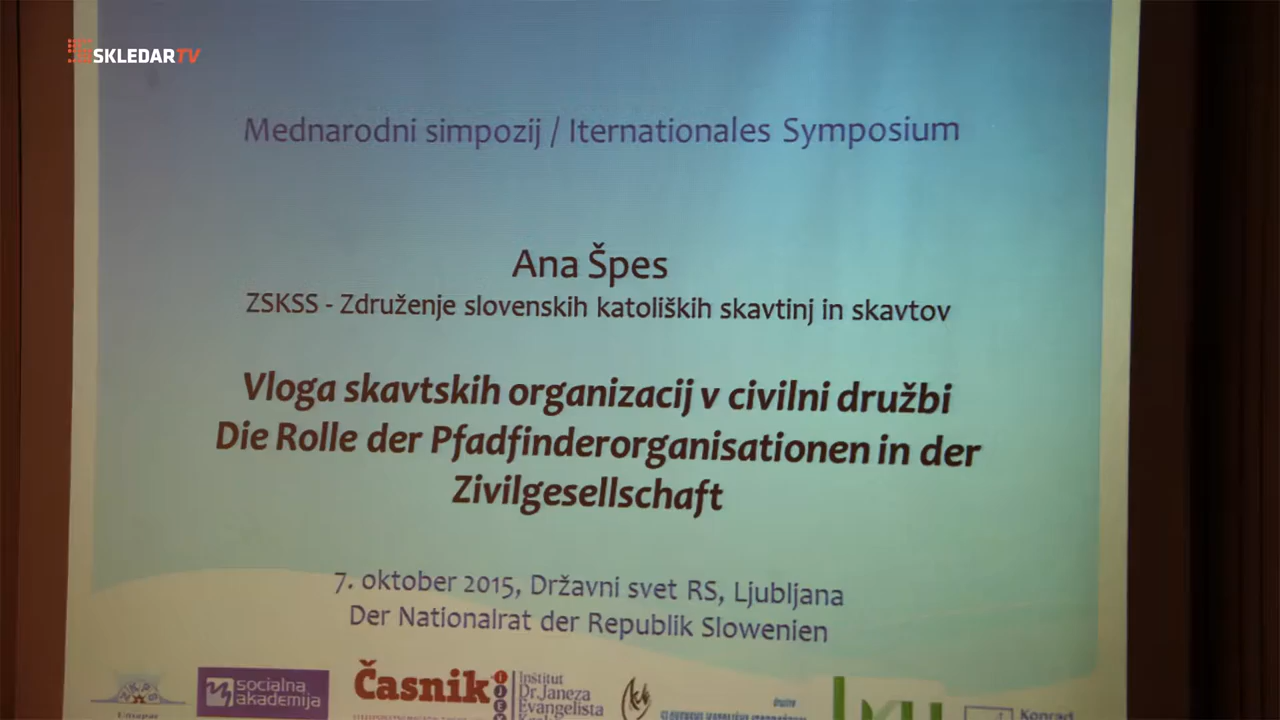 SKLEDARTV
Mednarodni simpozij / Iternationales Symposium
Ana Špes
ZSKSS - Združenje slovenskih katoliških skavtinj in skavtov
Vloga skavtskih organizacij v civilni družbi
Die Rolle der Pfadfinderorganisationen in der
Zivilgesellschaft
7. oktober 2015, Državni svet RS, Ljubljana
Der Nationalrat der Republik Slowenien
socialna
akademija
Časnik
Inštitut
Dr. Janeza
Evangelista
društvo
Konrad